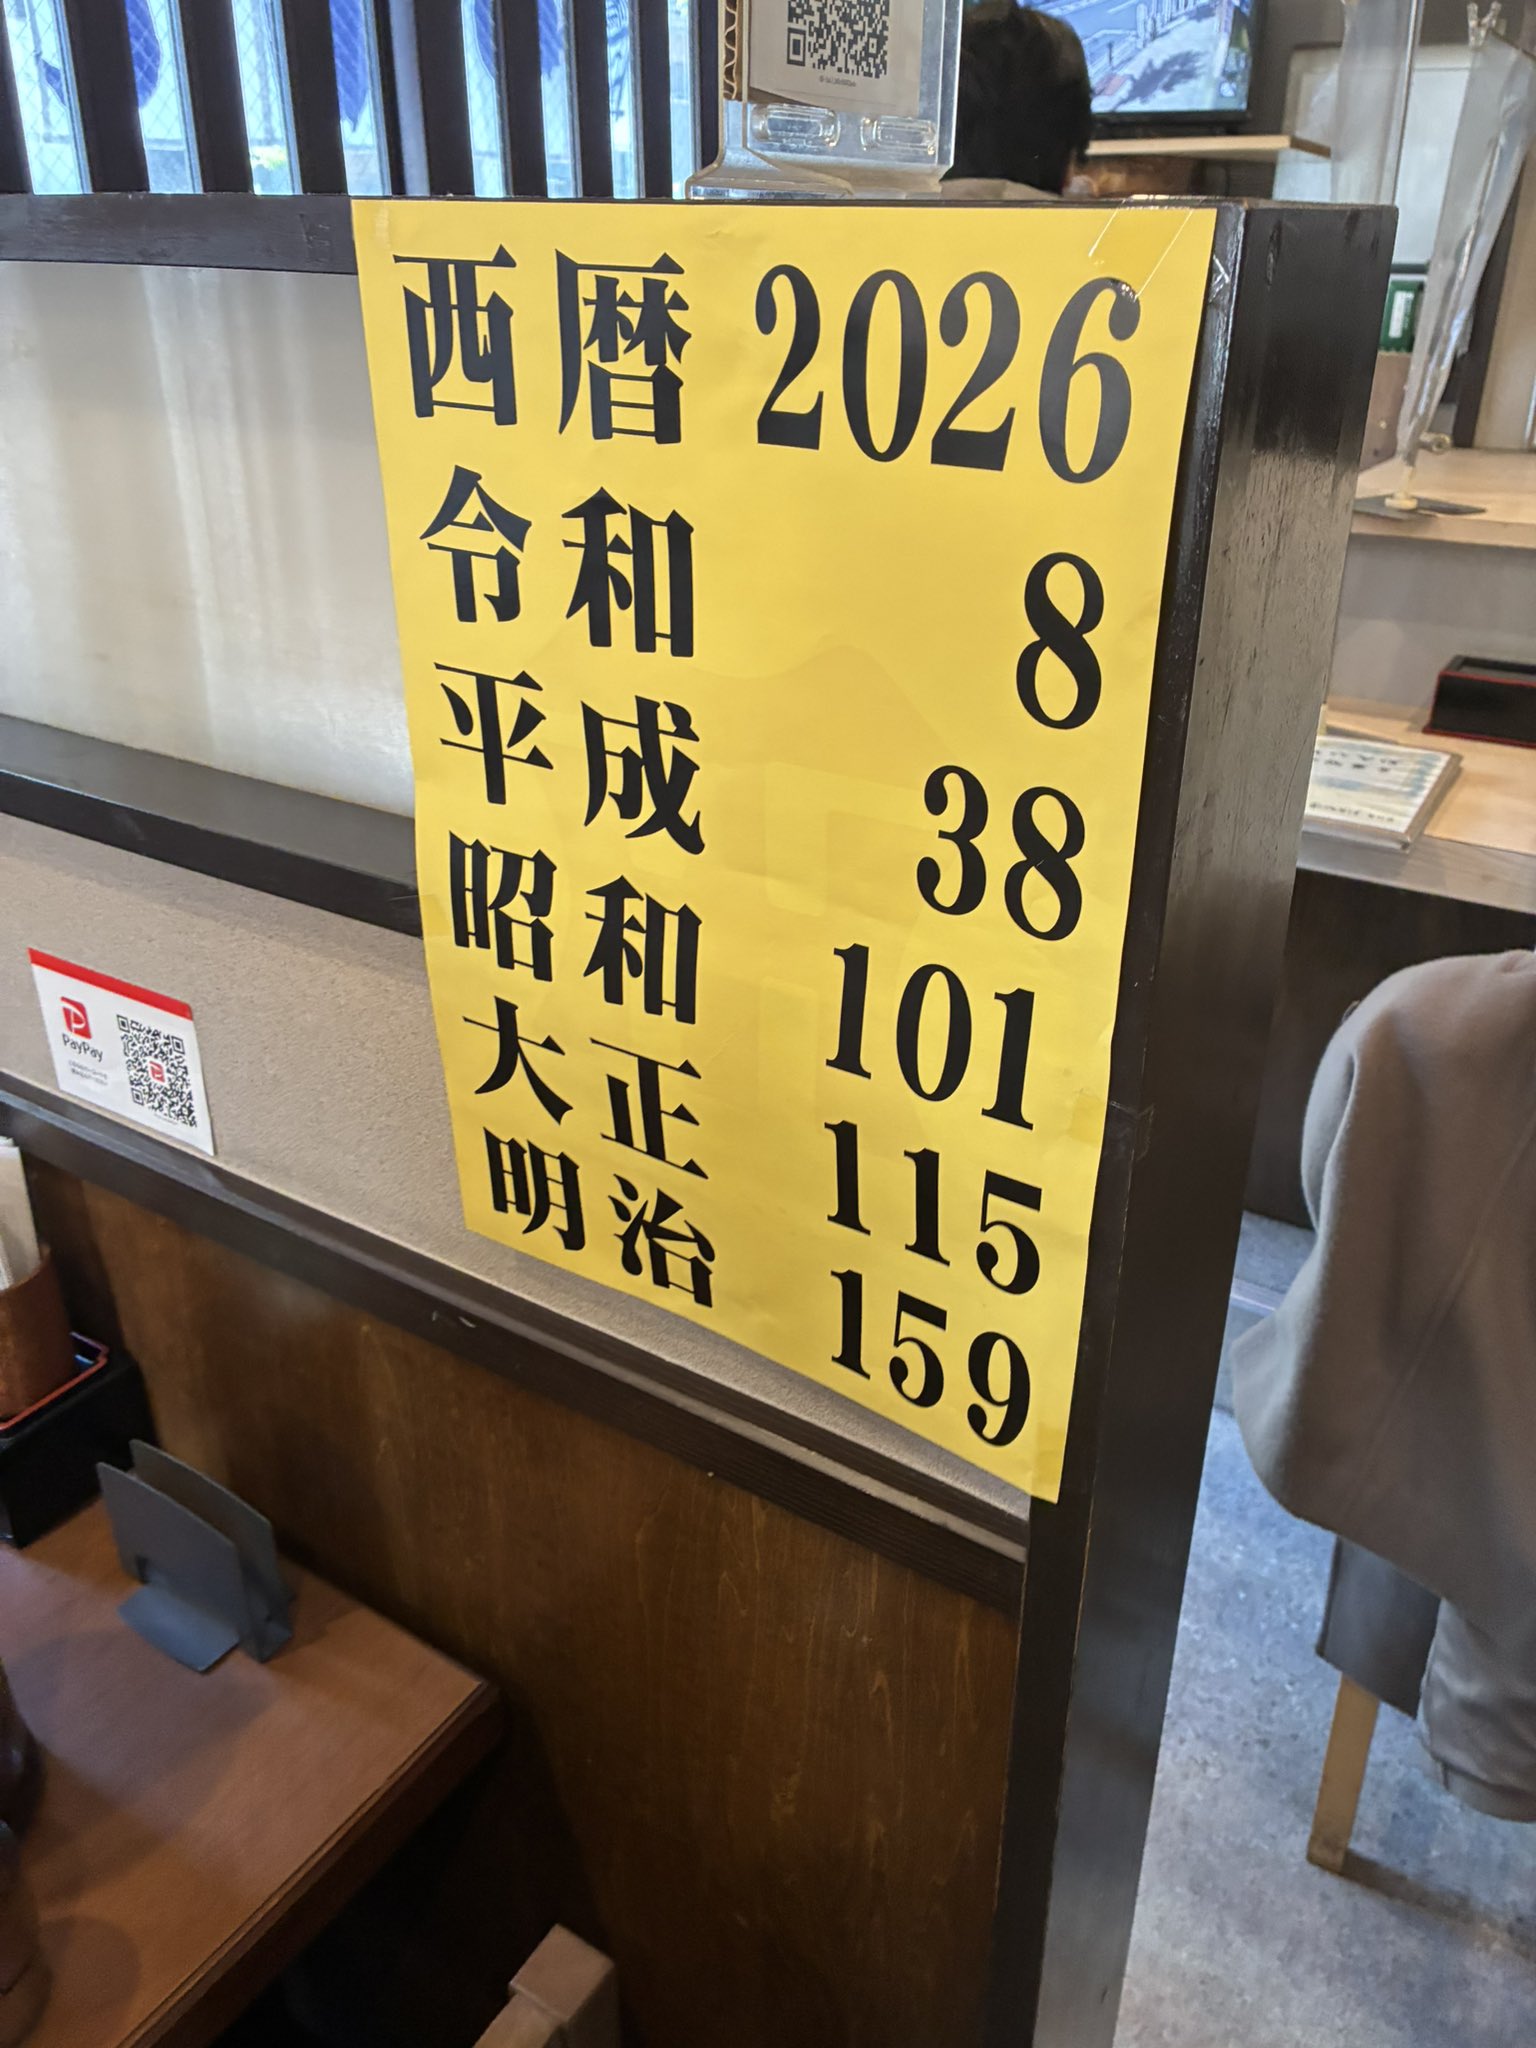 西暦 2026
令和 8
平成 38
昭和 101
大正 115
明治 159
PayPay